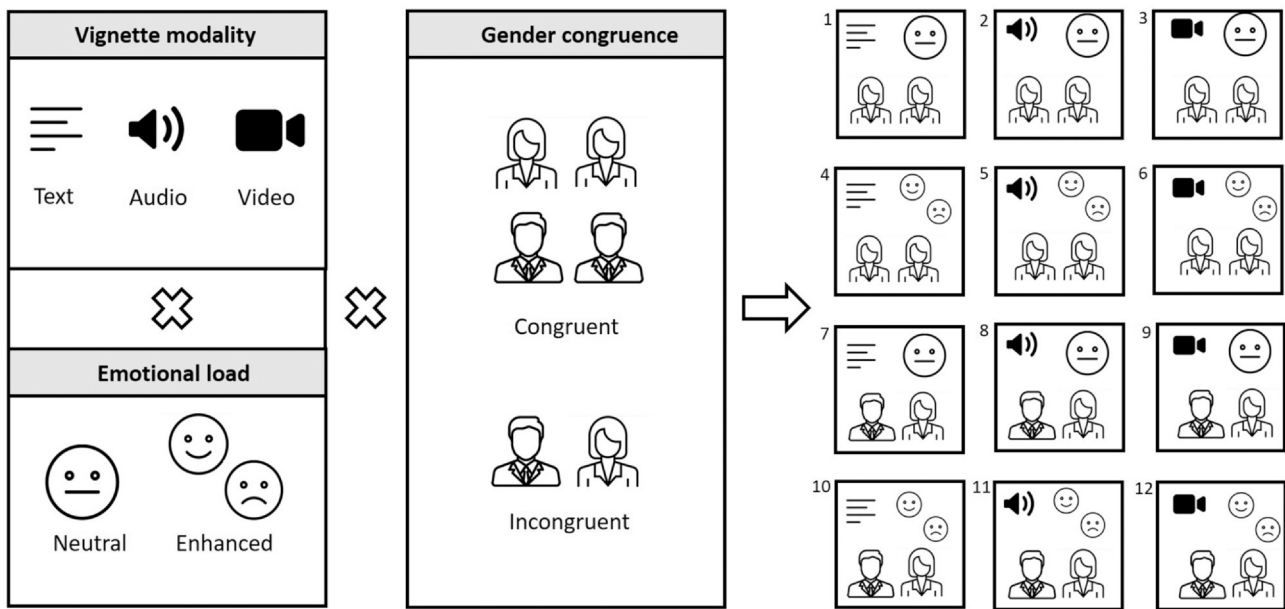 Vignette modality
Text Audio Video
Emotional load
Neutral Enhanced
Gender congruence
Congruent
Incongruent
1 2 3
4 5 6
7 8 9
10 11 12